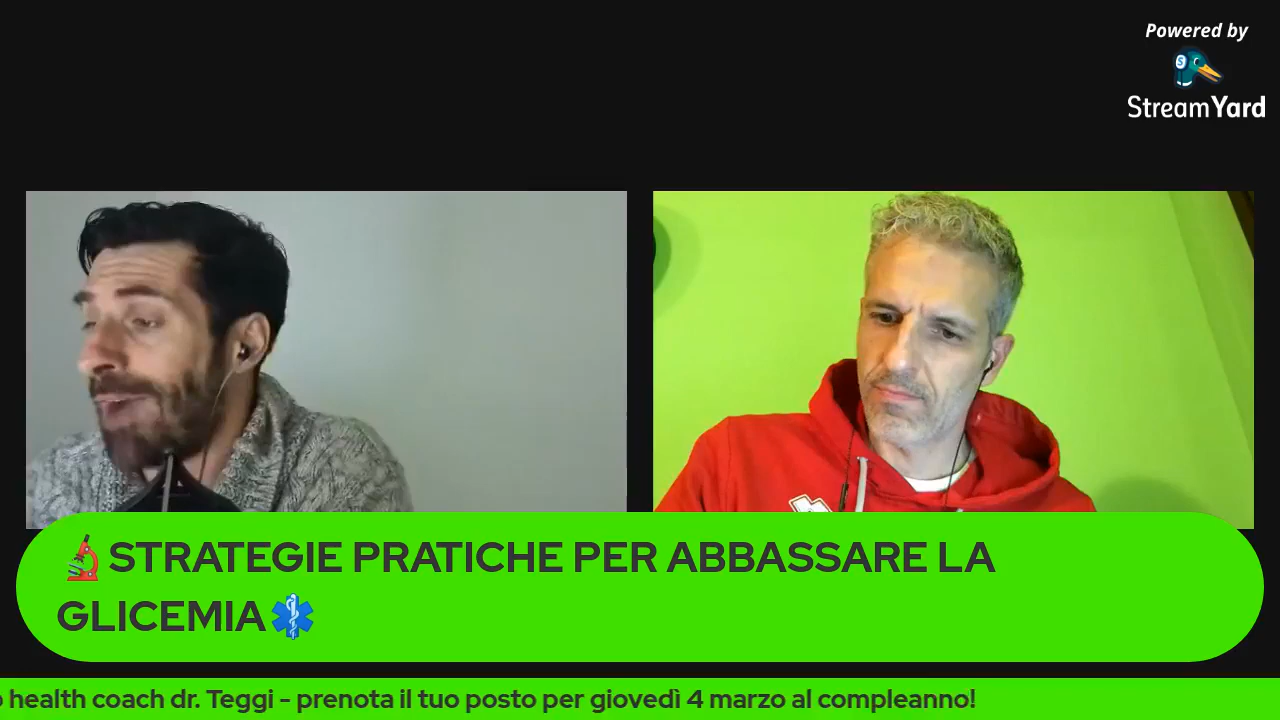 Powered by
StreamYard
🔬STRATEGIE PRATICHE PER ABBASSARE LA
GLICEMIA⚕️
health coach dr. Teggi - prenota il tuo posto per giovedì 4 marzo al compleanno!